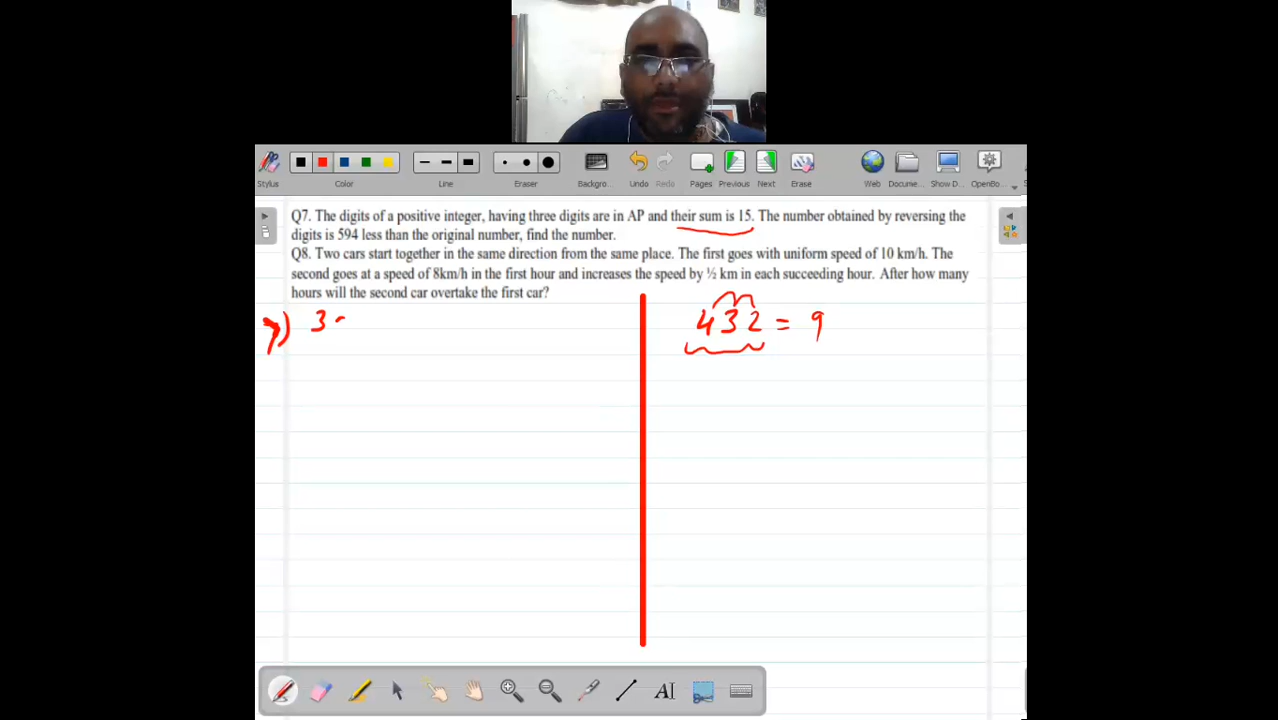 Stylus
Color
Line
Eraser
Backgro...
Undo
Redo
Pages
Previous
Next
Erase
Web
Docume...
Show D...
OpenBo...
Q7. The digits of a positive integer, having three digits are in AP and their sum is 15. The number obtained by reversing the
digits is 594 less than the original number, find the number.
Q8. Two cars start together in the same direction from the same place. The first goes with uniform speed of 10 km/h. The
second goes at a speed of 8km/h in the first hour and increases the speed by ½ km in each succeeding hour. After how many
hours will the second car overtake the first car?
7) 3
432 = 9
AI